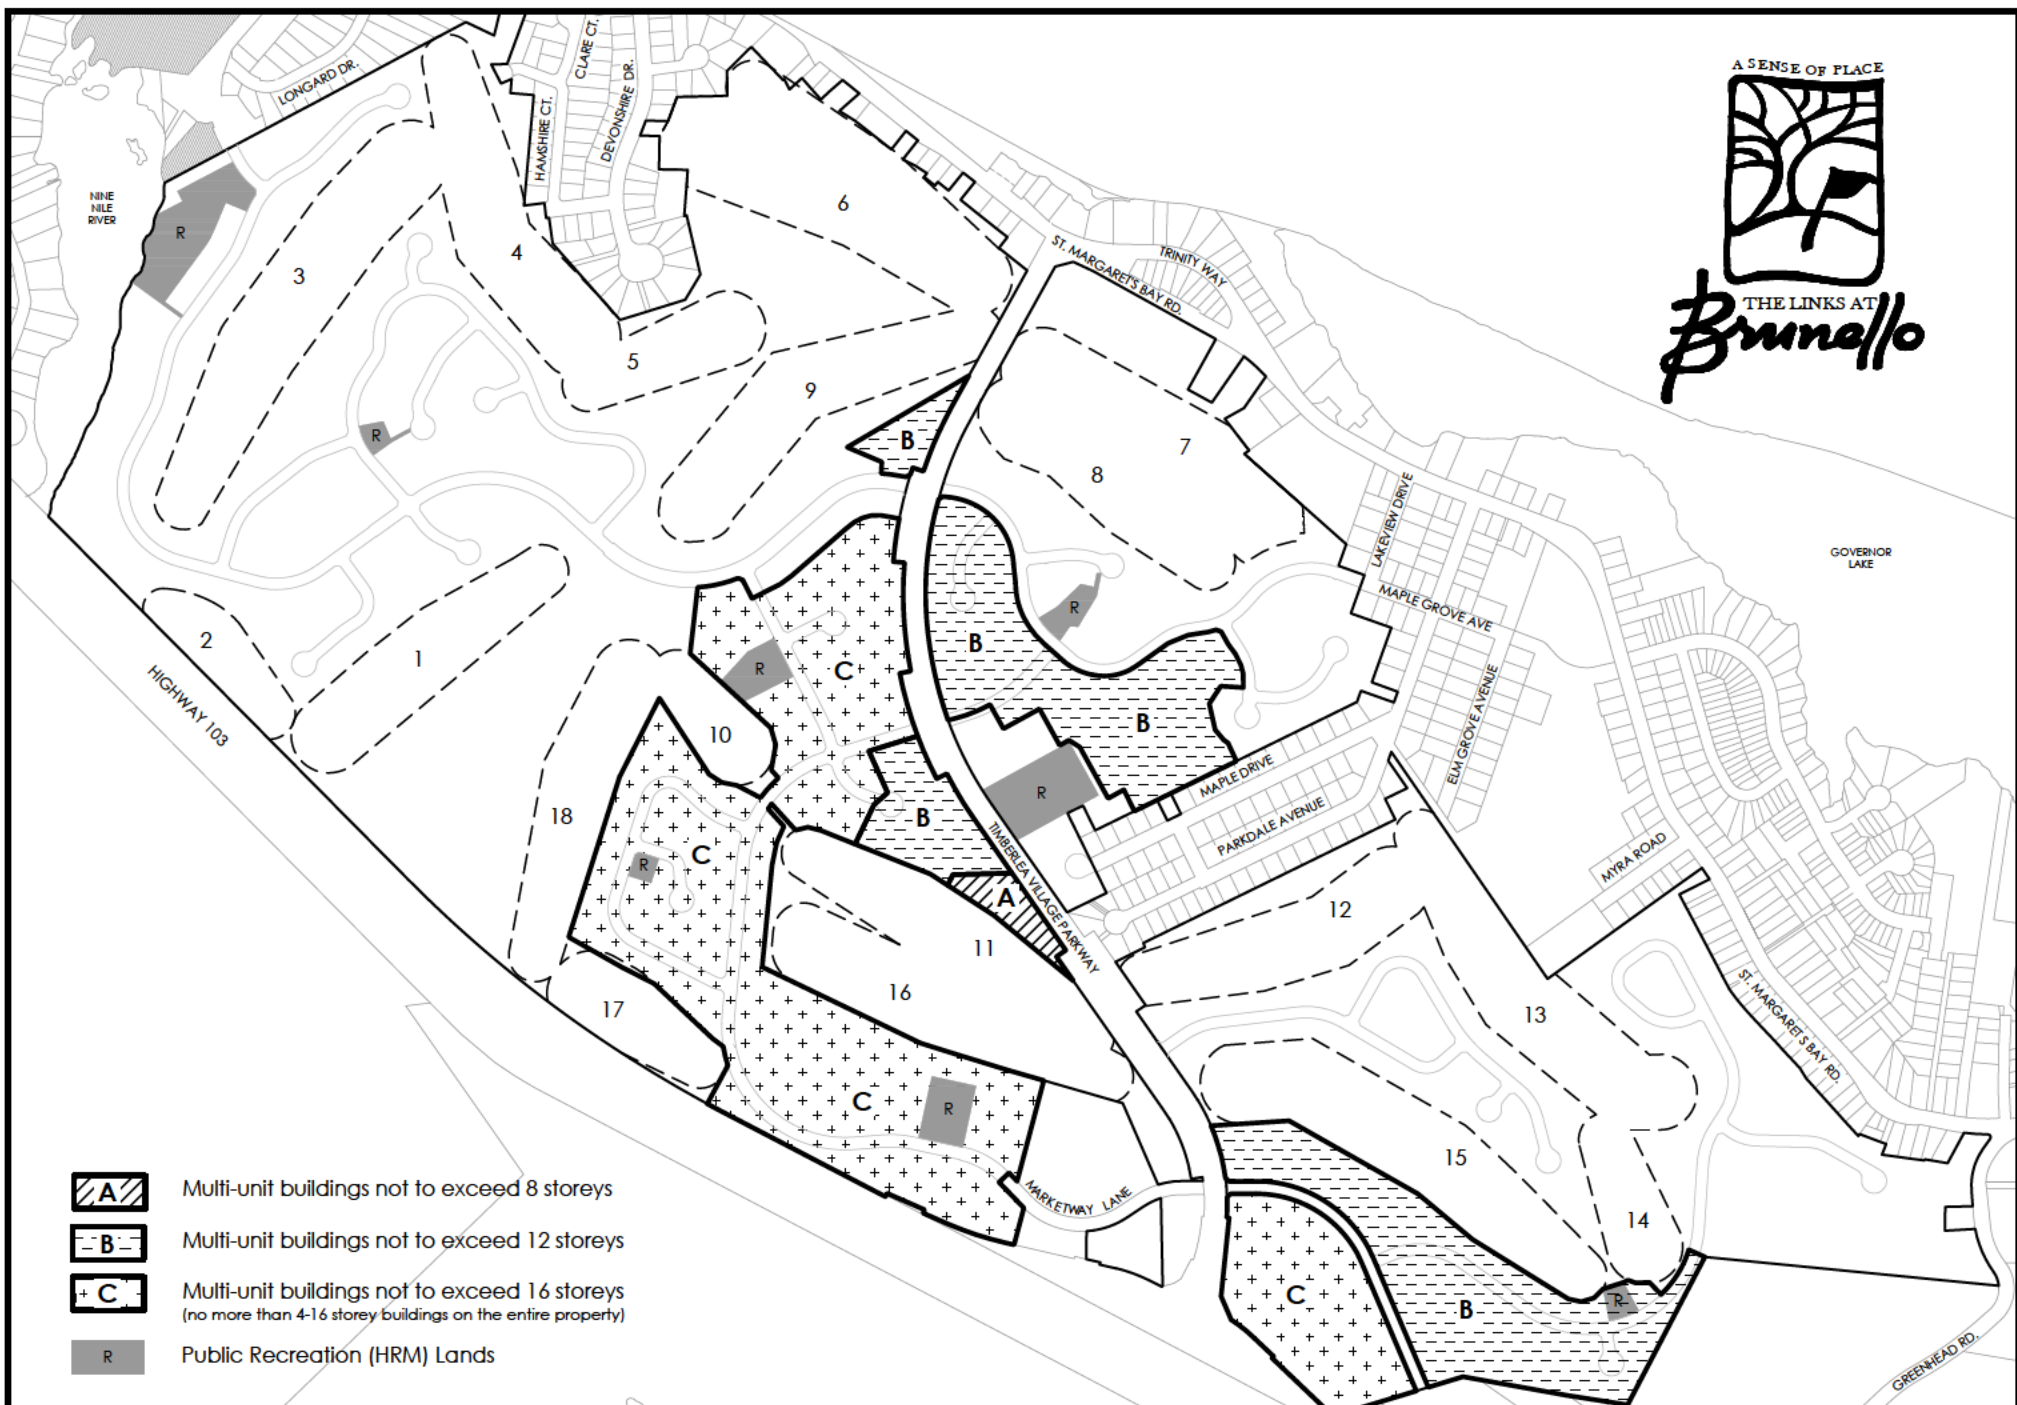 A SENSE OF PLACE
THE LINKS AT
Brunello
LONGARD DR.
CLARE CT.
HAMSHIRE CT.
DEVONSHIRE DR.
NINE
NILE
RIVER
R
3
4
5
6
9
ST. MARGARET'S BAY RD.
TRINITY WAY
R
B
8
7
LAKEVIEW DRIVE
MAPLE GROVE AVE
ELM GROVE AVENUE
GOVERNOR
LAKE
2
1
HIGHWAY 103
R
C
10
B
R
B
R
MAPLE DRIVE
PARKDALE AVENUE
MYRA ROAD
18
C
R
B
TIMBERLEA VILLAGE PARKWAY
A
11
12
16
17
13
ST. MARGARET'S BAY RD.
C
R
15
14
MARKETWAY LANE
C
B
R
GREENHEAD RD.
A Multi-unit buildings not to exceed 8 storeys
B Multi-unit buildings not to exceed 12 storeys
C Multi-unit buildings not to exceed 16 storeys
(no more than 4-16 storey buildings on the entire property)
R Public Recreation (HRM) Lands